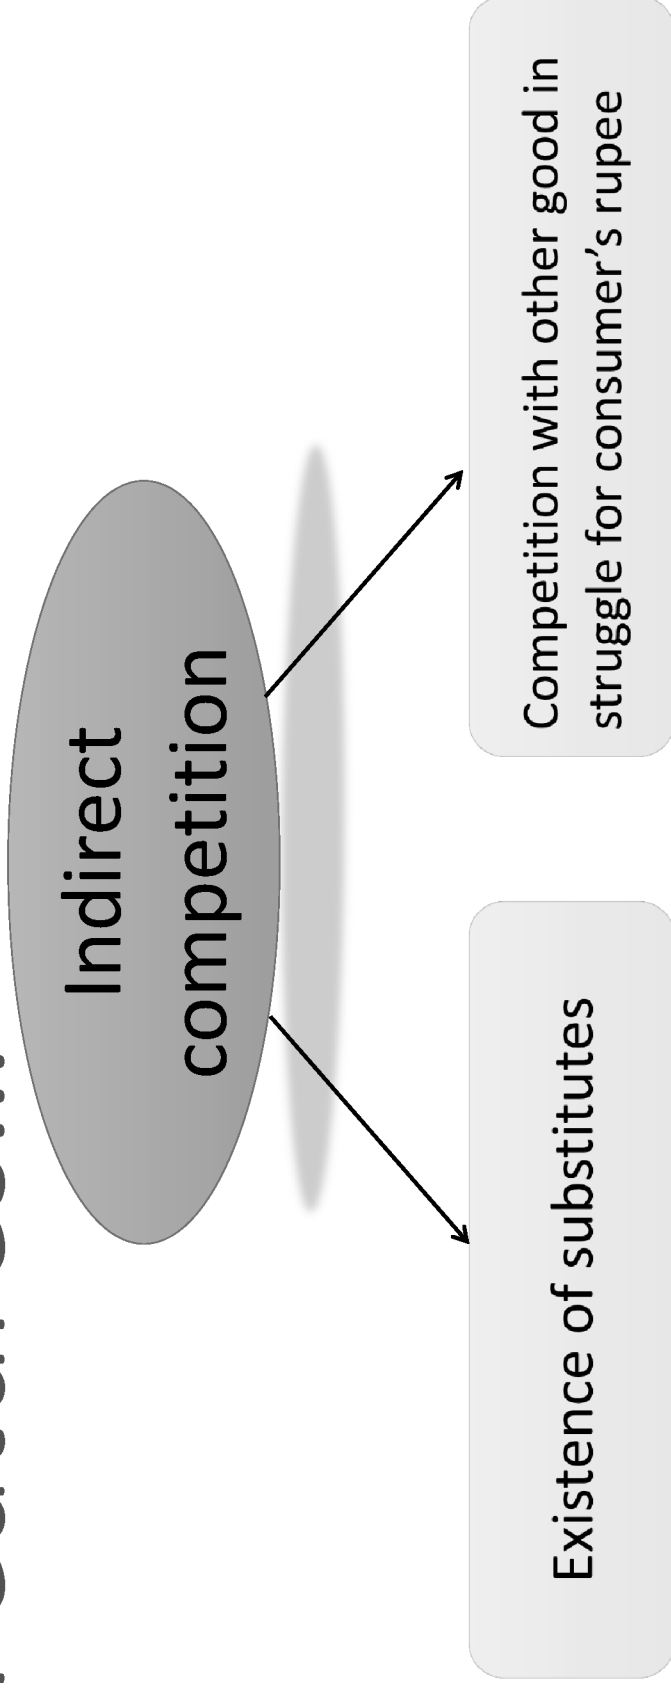 Indirect
competition
Existence of substitutes
Competition with other good in
struggle for consumer’s rupee